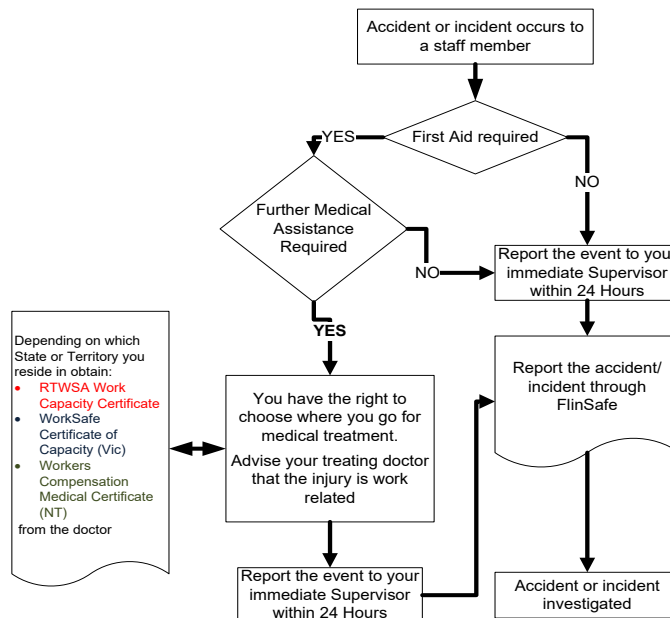 Accident or incident occurs to
a staff member
First Aid required
YES
NO
Further Medical
Assistance
Required
NO
Report the event to you
immediate Supervisor
within 24 Hours
YES
Depending on which
State or Territory you
reside in obtain:
• RTWSA Work
Capacity Certificate
• WorkSafe
Certificate of
Capacity (Vic)
• Workers
Compensation
Medical Certificate
(NT)
from the doctor
You have the right to
choose where you go for
medical treatment.
Advise your treating doctor
that the injury is work
related
Report the accident/
incident through
FlinSafe
Report the event to your
immediate Supervisor
within 24 Hours
Accident or incident
investigated